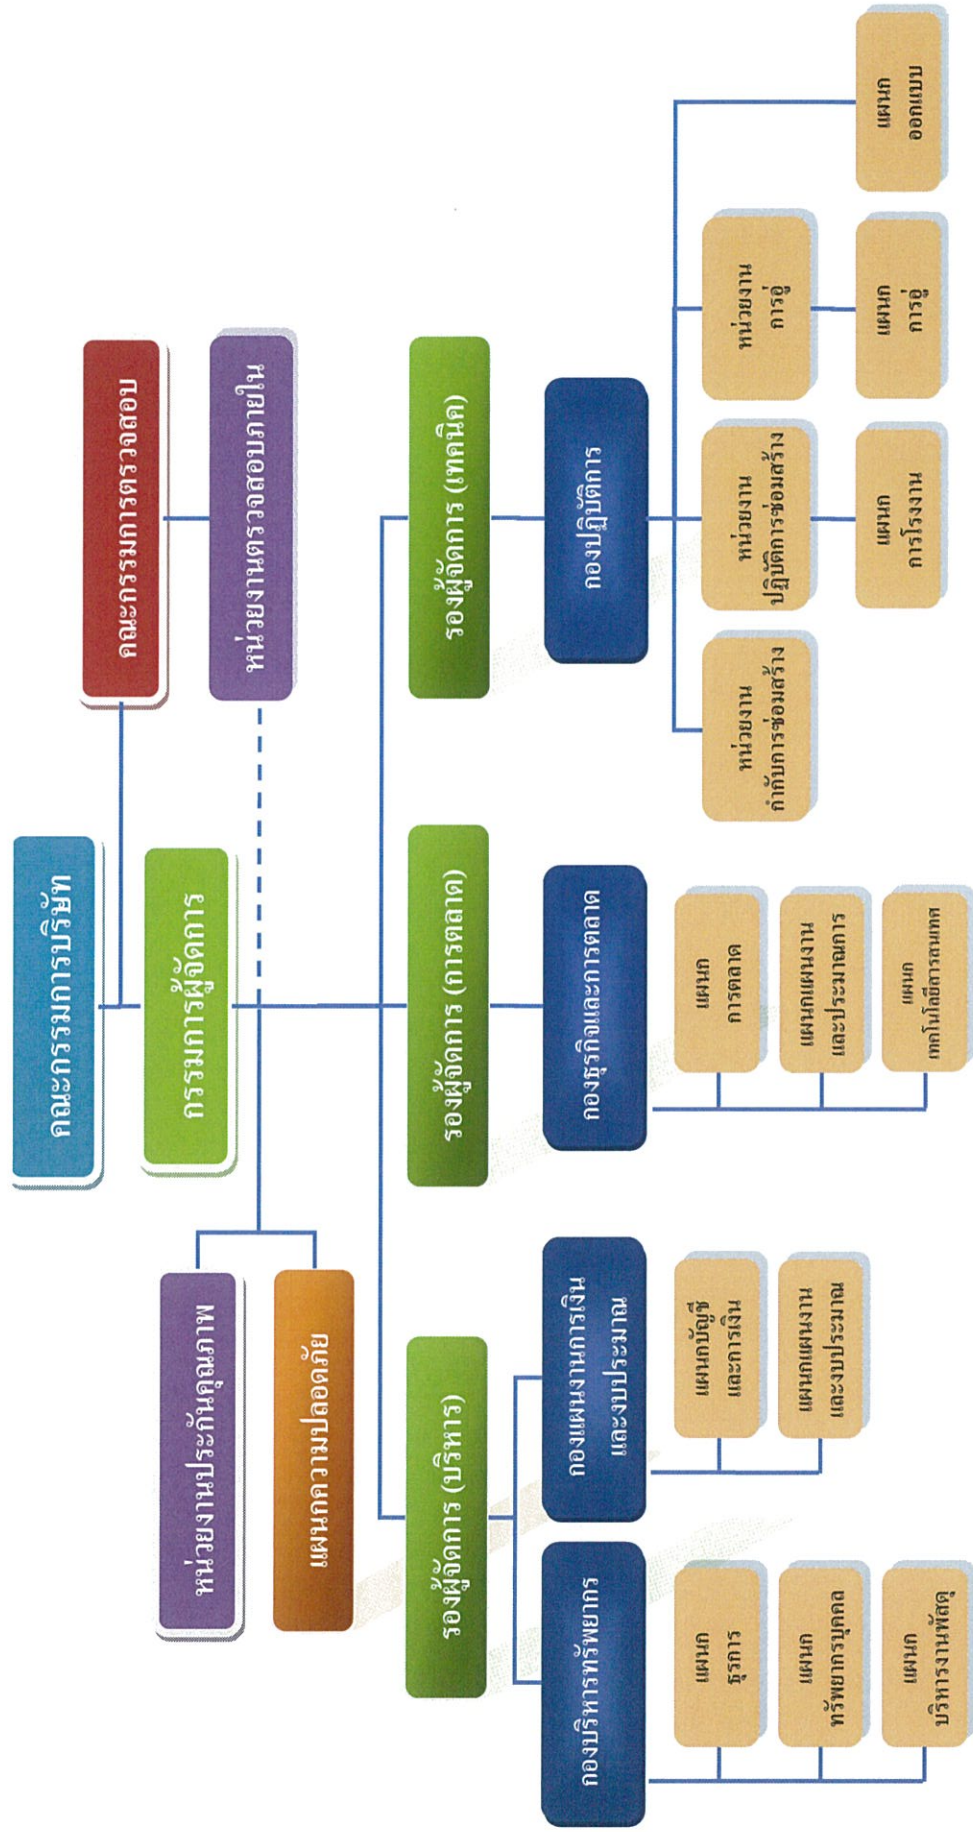 คณะกรรมการบริษัท
คณะกรรมการตรวจสอบ
กรรมการผู้จัดการ
หน่วยงานตรวจสอบภายใน
หน่วยงานประกันคุณภาพ
แผนกความปลอดภัย
รองผู้จัดการ (บริหาร)
รองผู้จัดการ (การตลาด)
รองผู้จัดการ (เทคนิค)
กองบริหารทรัพยากร
กองแผนงานการเงิน
และงบประมาณ
กองธุรกิจและการตลาด
กองปฏิบัติการ
แผนก
ธุรการ
แผนก
ทรัพยากรบุคคล
แผนก
บริหารงานพัสดุ
แผนกบัญชี
และการเงิน
แผนกแผนงาน
และงบประมาณ
แผนก
การตลาด
แผนกแผนงาน
และประมาณการ
แผนก
เทคโนโลยีสารสนเทศ
หน่วยงาน
กำกับการซ่อมสร้าง
หน่วยงาน
ปฏิบัติการซ่อมสร้าง
แผนก
การโรงงาน
หน่วยงาน
การอู่
แผนก
การอู่
แผนก
ออกแบบ